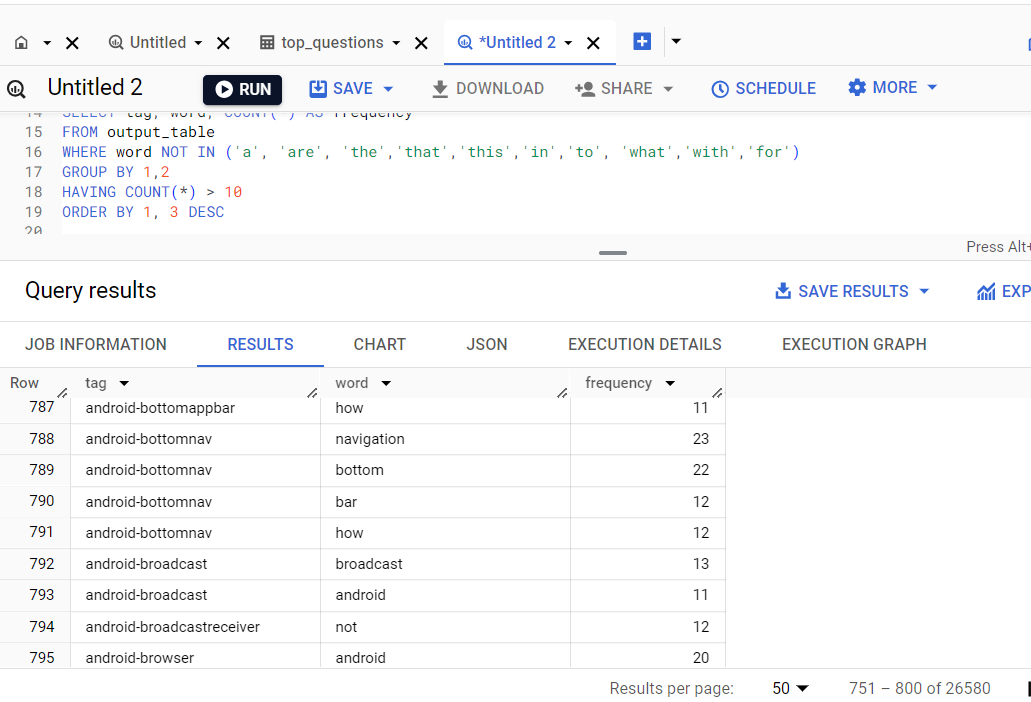 Untitled top_questions *Untitled 2
Untitled 2 RUN SAVE DOWNLOAD SHARE SCHEDULE MORE
14 SELECT tag, word, COUNT(*) AS frequency
15 FROM output_table
16 WHERE word NOT IN ('a', 'are', 'the','that','this','in','to', 'what','with','for')
17 GROUP BY 1,2
18 HAVING COUNT(*) > 10
19 ORDER BY 1, 3 DESC
20
Press Alt+
Query results SAVE RESULTS EXP
JOB INFORMATION RESULTS CHART JSON EXECUTION DETAILS EXECUTION GRAPH
Row tag word frequency
787 android-bottomappbar how 11
788 android-bottomnav navigation 23
789 android-bottomnav bottom 22
790 android-bottomnav bar 12
791 android-bottomnav how 12
792 android-broadcast broadcast 13
793 android-broadcast android 11
794 android-broadcastreceiver not 12
795 android-browser android 20
Results per page: 50 751 – 800 of 26580